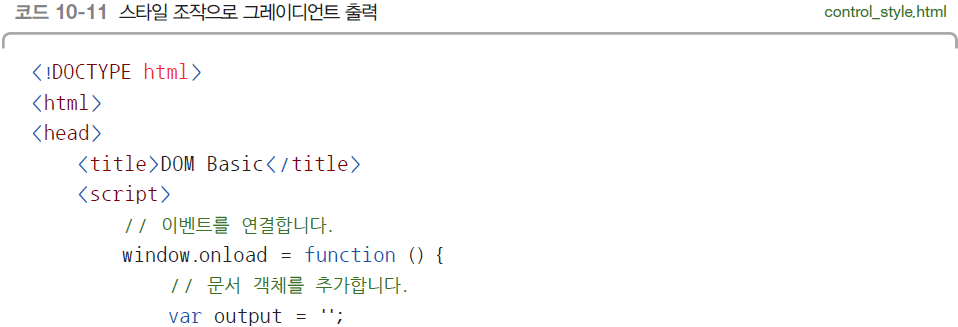 코드 10-11 스타일 조작으로 그레이디언트 출력 control_style.html
<!DOCTYPE html>
<html>
<head>
    <title>DOM Basic</title>
    <script>
        // 이벤트를 연결합니다.
        window.onload = function () {
            // 문서 객체를 추가합니다.
            var output = '';